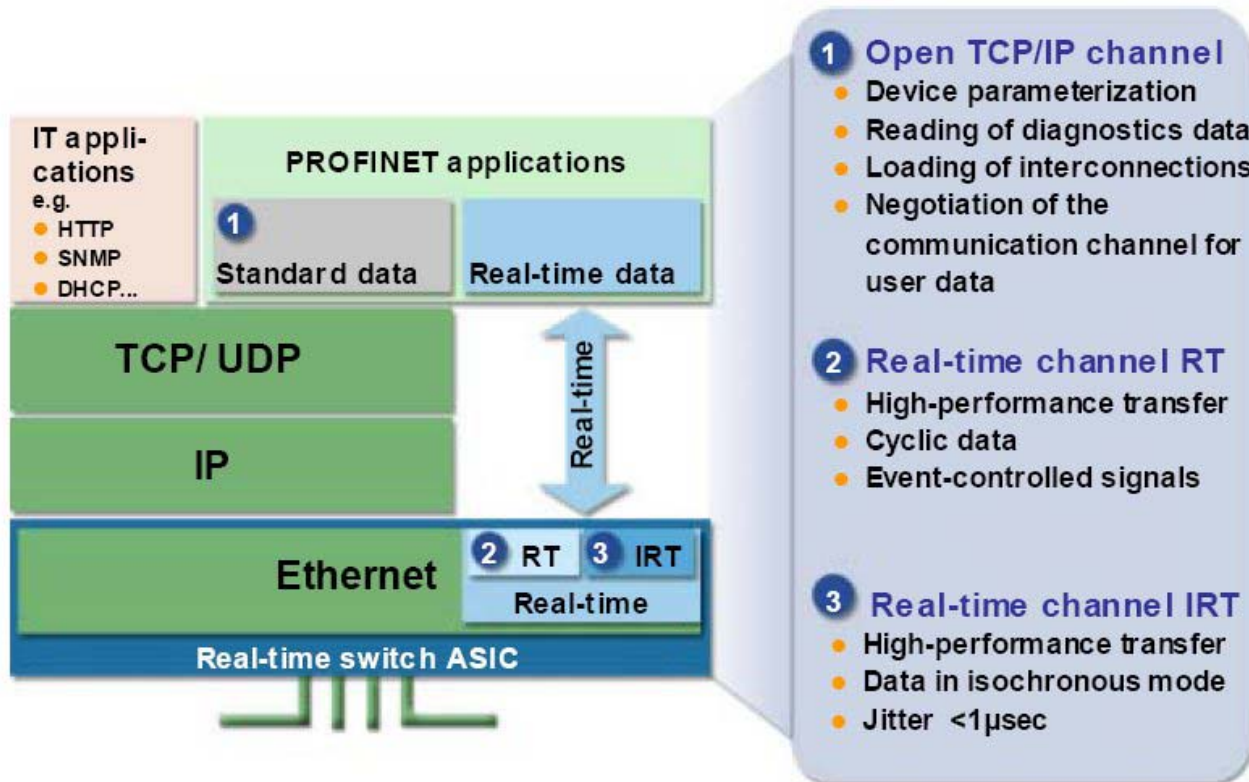 IT appli-
cations
e.g.
HTTP
SNMP
DHCP...
PROFINET applications
1
Standard data
Real-time data
TCP/ UDP
IP
Real-time
Ethernet
2 RT
3 IRT
Real-time
Real-time switch ASIC
1 Open TCP/IP channel
Device parameterization
Reading of diagnostics data
Loading of interconnections
Negotiation of the
communication channel for
user data
2 Real-time channel RT
High-performance transfer
Cyclic data
Event-controlled signals
3 Real-time channel IRT
High-performance transfer
Data in isochronous mode
Jitter <1µsec